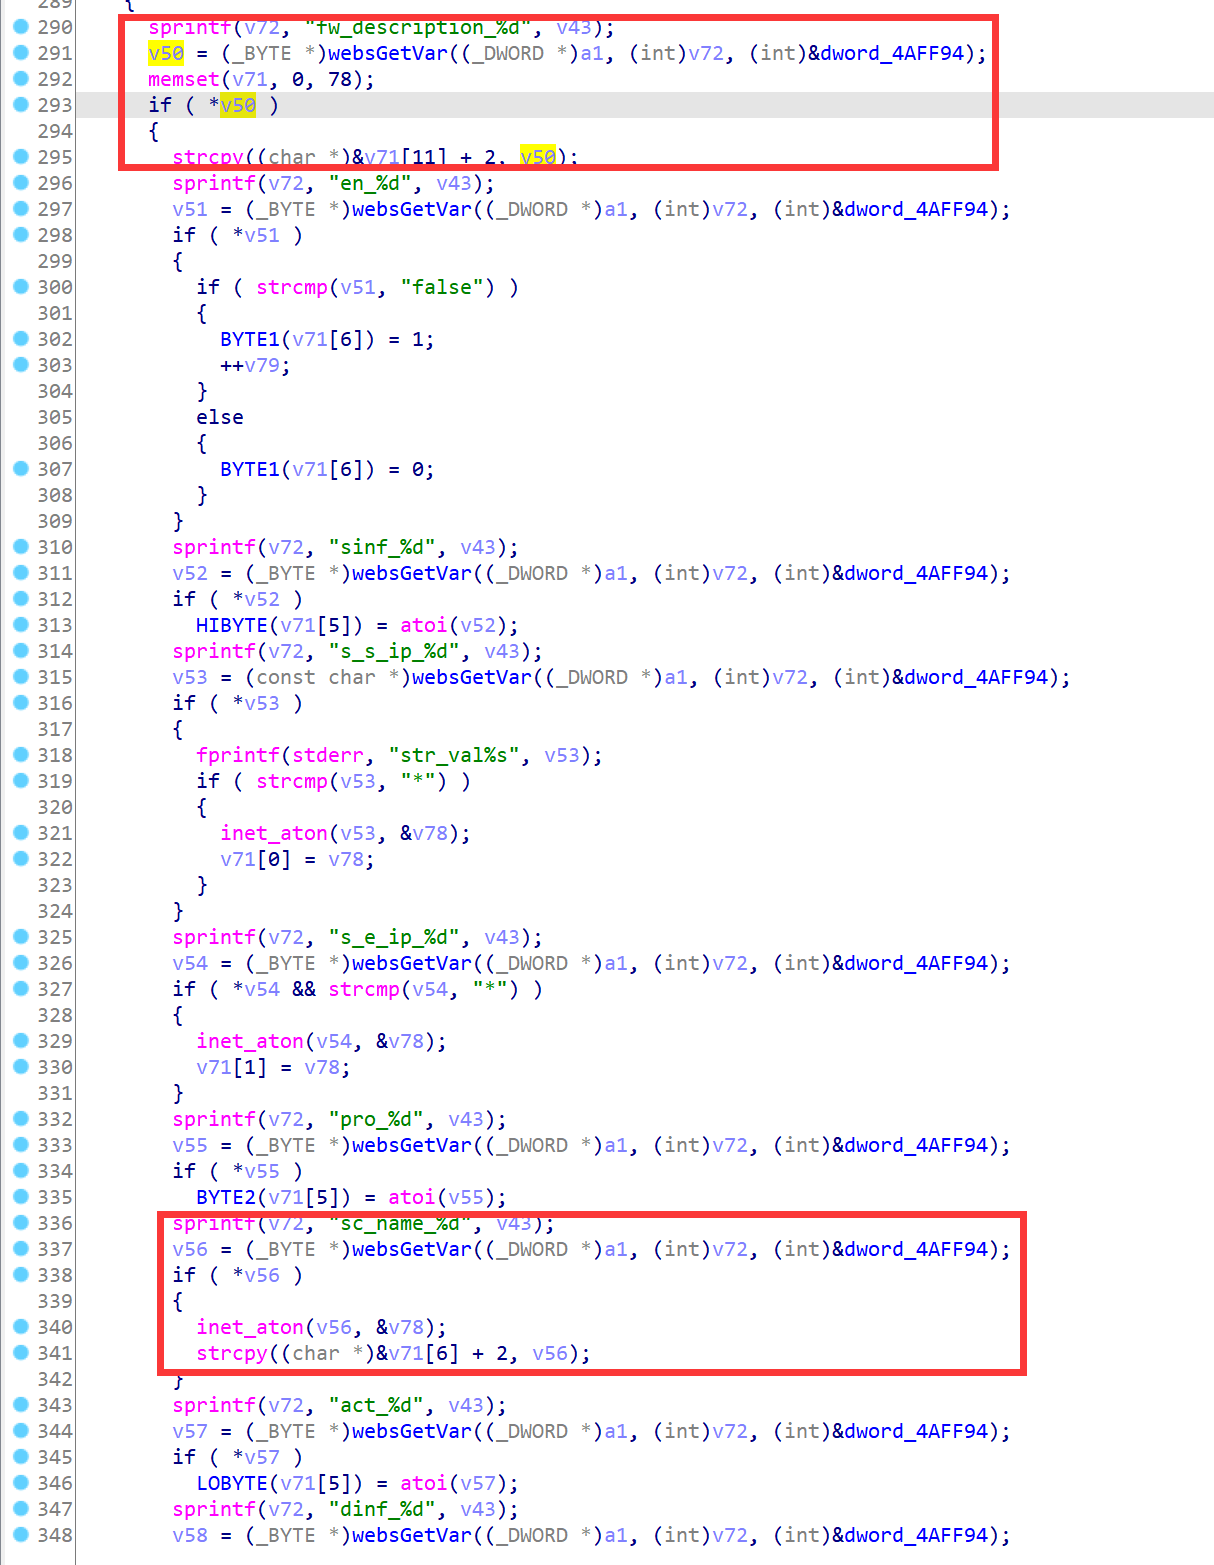 289 {
290 sprintf(v72, "fw_description_%d", v43);
291 v50 = (_BYTE *)websGetVar((_DWORD *)a1, (int)v72, (int)&dword_4AFF94);
292 memset(v71, 0, 78);
293 if ( *v50 )
294 {
295 strcpy((char *)&v71[11] + 2, v50);
296 sprintf(v72, "en_%d", v43);
297 v51 = (_BYTE *)websGetVar((_DWORD *)a1, (int)v72, (int)&dword_4AFF94);
298 if ( *v51 )
299 {
300 if ( strcmp(v51, "false") )
301 {
302 BYTE1(v71[6]) = 1;
303 ++v79;
304 }
305 else
306 {
307 BYTE1(v71[6]) = 0;
308 }
309 }
310 sprintf(v72, "sinf_%d", v43);
311 v52 = (_BYTE *)websGetVar((_DWORD *)a1, (int)v72, (int)&dword_4AFF94);
312 if ( *v52 )
313 HIBYTE(v71[5]) = atoi(v52);
314 sprintf(v72, "s_s_ip_%d", v43);
315 v53 = (const char *)websGetVar((_DWORD *)a1, (int)v72, (int)&dword_4AFF94);
316 if ( *v53 )
317 {
318 fprintf(stderr, "str_val%s", v53);
319 if ( strcmp(v53, "*") )
320 {
321 inet_aton(v53, &v78);
322 v71[0] = v78;
323 }
324 }
325 sprintf(v72, "s_e_ip_%d", v43);
326 v54 = (_BYTE *)websGetVar((_DWORD *)a1, (int)v72, (int)&dword_4AFF94);
327 if ( *v54 && strcmp(v54, "*") )
328 {
329 inet_aton(v54, &v78);
330 v71[1] = v78;
331 }
332 sprintf(v72, "pro_%d", v43);
333 v55 = (_BYTE *)websGetVar((_DWORD *)a1, (int)v72, (int)&dword_4AFF94);
334 if ( *v55 )
335 BYTE2(v71[5]) = atoi(v55);
336 sprintf(v72, "sc_name_%d", v43);
337 v56 = (_BYTE *)websGetVar((_DWORD *)a1, (int)v72, (int)&dword_4AFF94);
338 if ( *v56 )
339 {
340 inet_aton(v56, &v78);
341 strcpy((char *)&v71[6] + 2, v56);
342 }
343 sprintf(v72, "act_%d", v43);
344 v57 = (_BYTE *)websGetVar((_DWORD *)a1, (int)v72, (int)&dword_4AFF94);
345 if ( *v57 )
346 LOBYTE(v71[5]) = atoi(v57);
347 sprintf(v72, "dinf_%d", v43);
348 v58 = (_BYTE *)websGetVar((_DWORD *)a1, (int)v72, (int)&dword_4AFF94);